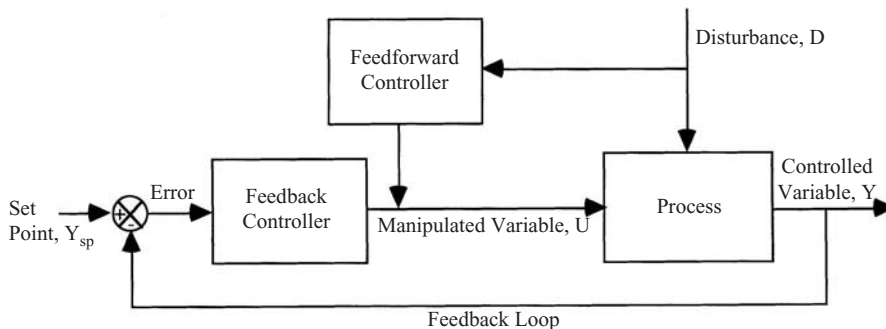 Disturbance, D
Feedforward
Controller
Set
Point, Ysp
+
-
Error
Feedback
Controller
Manipulated Variable, U
Process
Controlled
Variable, Y
Feedback Loop